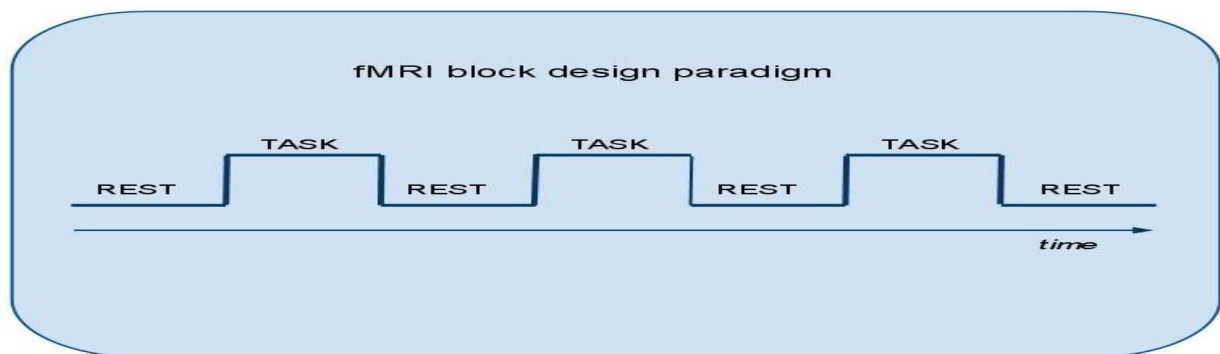 fMRI block design paradigm
TASK TASK TASK
REST REST REST REST
time